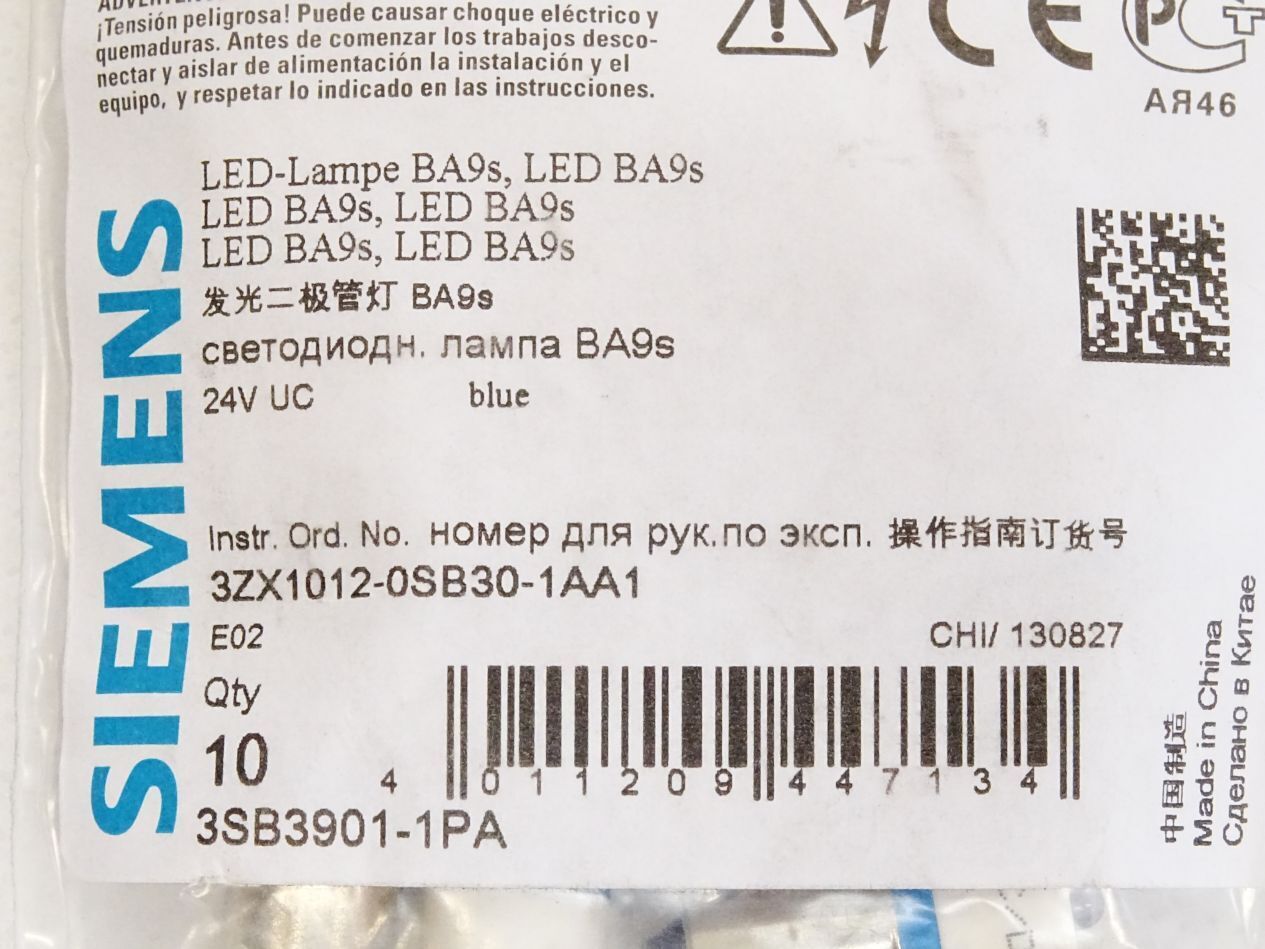 ¡Tensión peligrosa! Puede causar choque eléctrico y
quemaduras. Antes de comenzar los trabajos desco-
nectar y aislar de alimentación la instalación y el
equipo, y respetar lo indicado en las instrucciones.
CE
PC
АЯ46
SIEMENS
LED-Lampe BA9s, LED BA9s
LED BA9s, LED BA9s
LED BA9s, LED BA9s
发光二极管灯 BA9s
светодиодн. лампа BA9s
24V UC blue
Instr. Ord. No. номер для рук.по эксп. 操作指南订货号
3ZX1012-0SB30-1AA1
E02 CHI/ 130827
Qty
10
4 011209 447134
3SB3901-1PA
中国制造
Made in China
Сделано в Китае